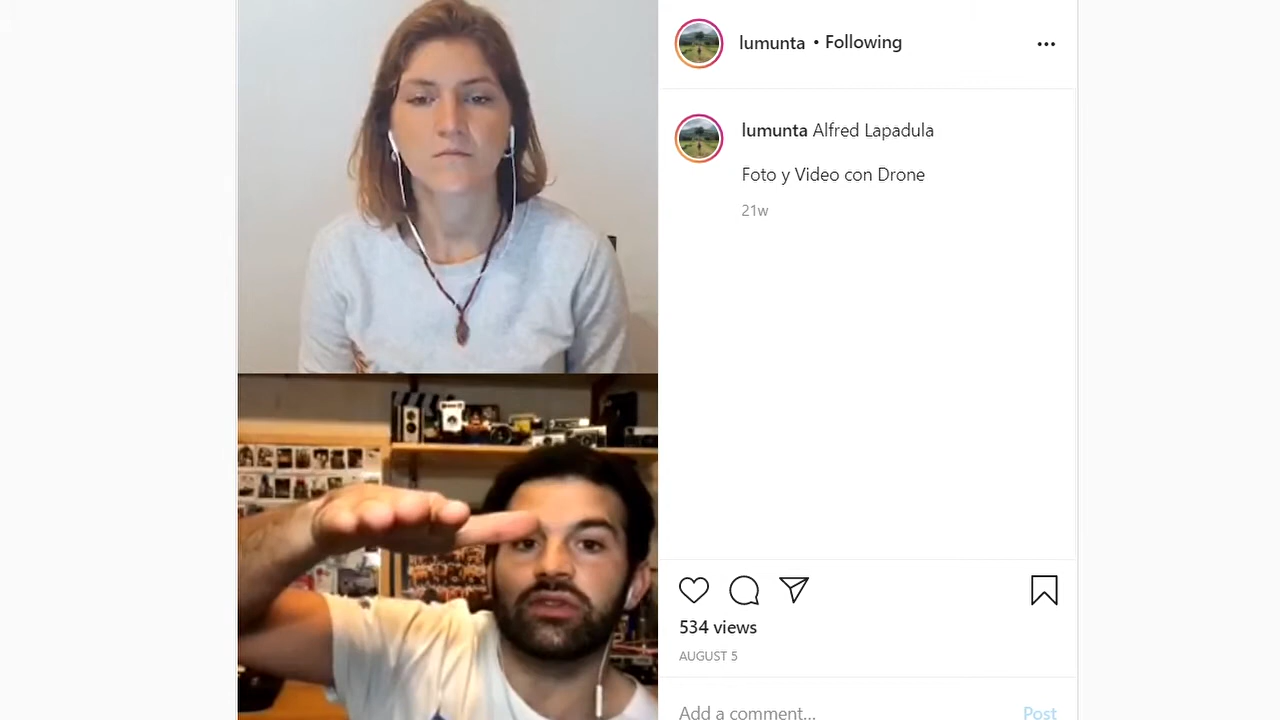 lumunta • Following
lumunta Alfred Lapadula
Foto y Video con Drone
21w
534 views
AUGUST 5
Add a comment...
Post